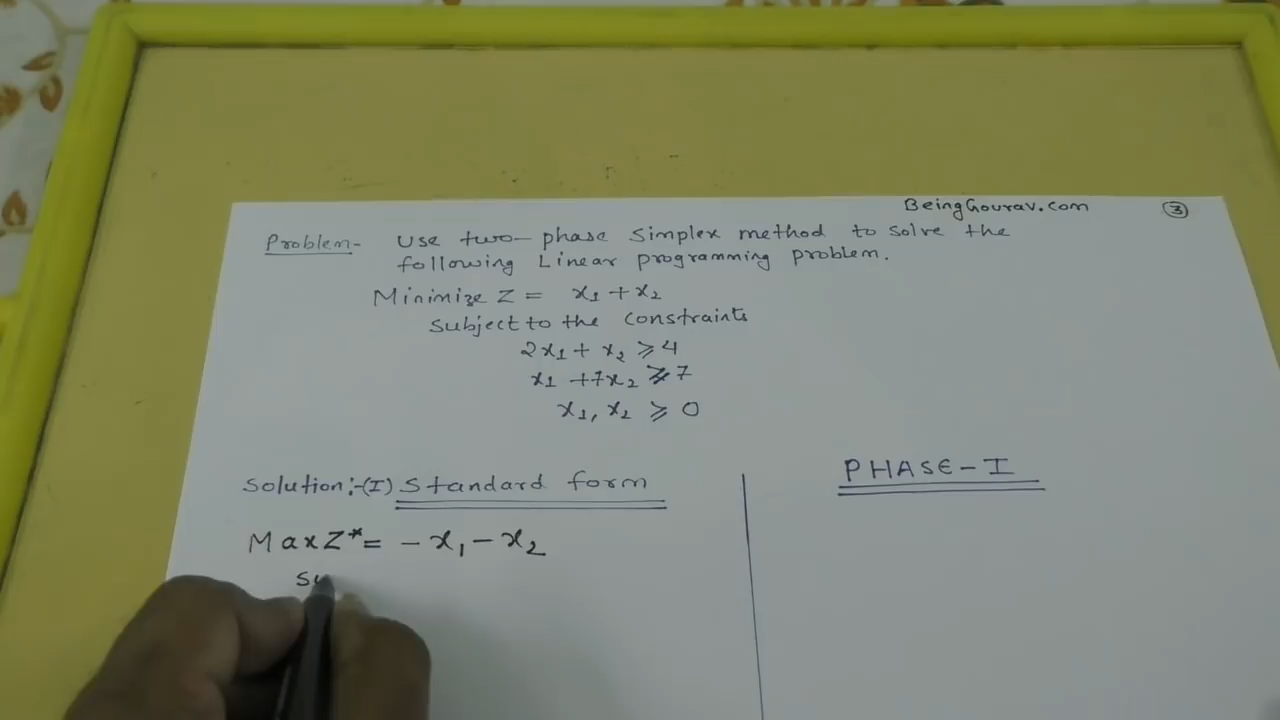 BeingGourav.com ③
Problem- Use two-phase simplex method to solve the
following Linear programming problem.
Minimize Z = x₁ + x₂
Subject to the constraints
2x₁ + x₂ ⩾ 4
x₁ + 7x₂ ⩾ 7
x₁, x₂ ⩾ 0
Solution:-(I) Standard form
PHASE-I
Max Z* = - x₁ - x₂
Su